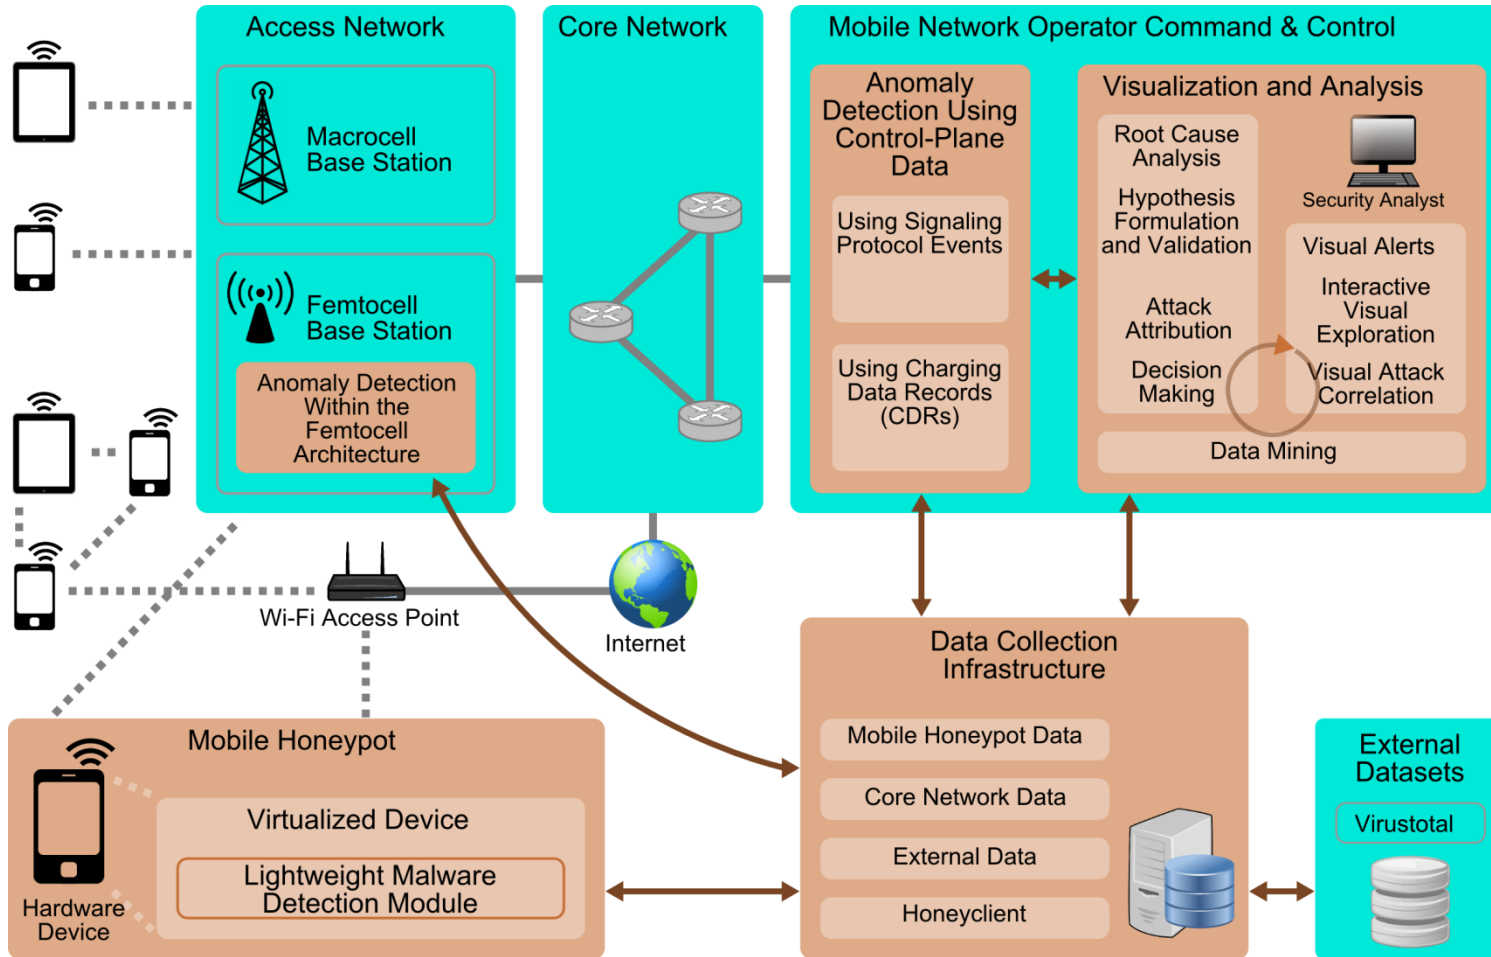 Access Network
Macrocell
Base Station
Femtocell
Base Station
Anomaly Detection
Within the
Femtocell
Architecture
Core Network
Mobile Network Operator Command & Control
Anomaly
Detection Using
Control-Plane
Data
Using Signaling
Protocol Events
Using Charging
Data Records
(CDRs)
Visualization and Analysis
Root Cause
Analysis
Hypothesis
Formulation
and Validation
Attack
Attribution
Decision
Making
Security Analyst
Visual Alerts
Interactive
Visual
Exploration
Visual Attack
Correlation
Data Mining
Wi-Fi Access Point
Internet
Mobile Honeypot
Hardware
Device
Virtualized Device
Lightweight Malware
Detection Module
Data Collection
Infrastructure
Mobile Honeypot Data
Core Network Data
External Data
Honeyclient
External
Datasets
Virustotal